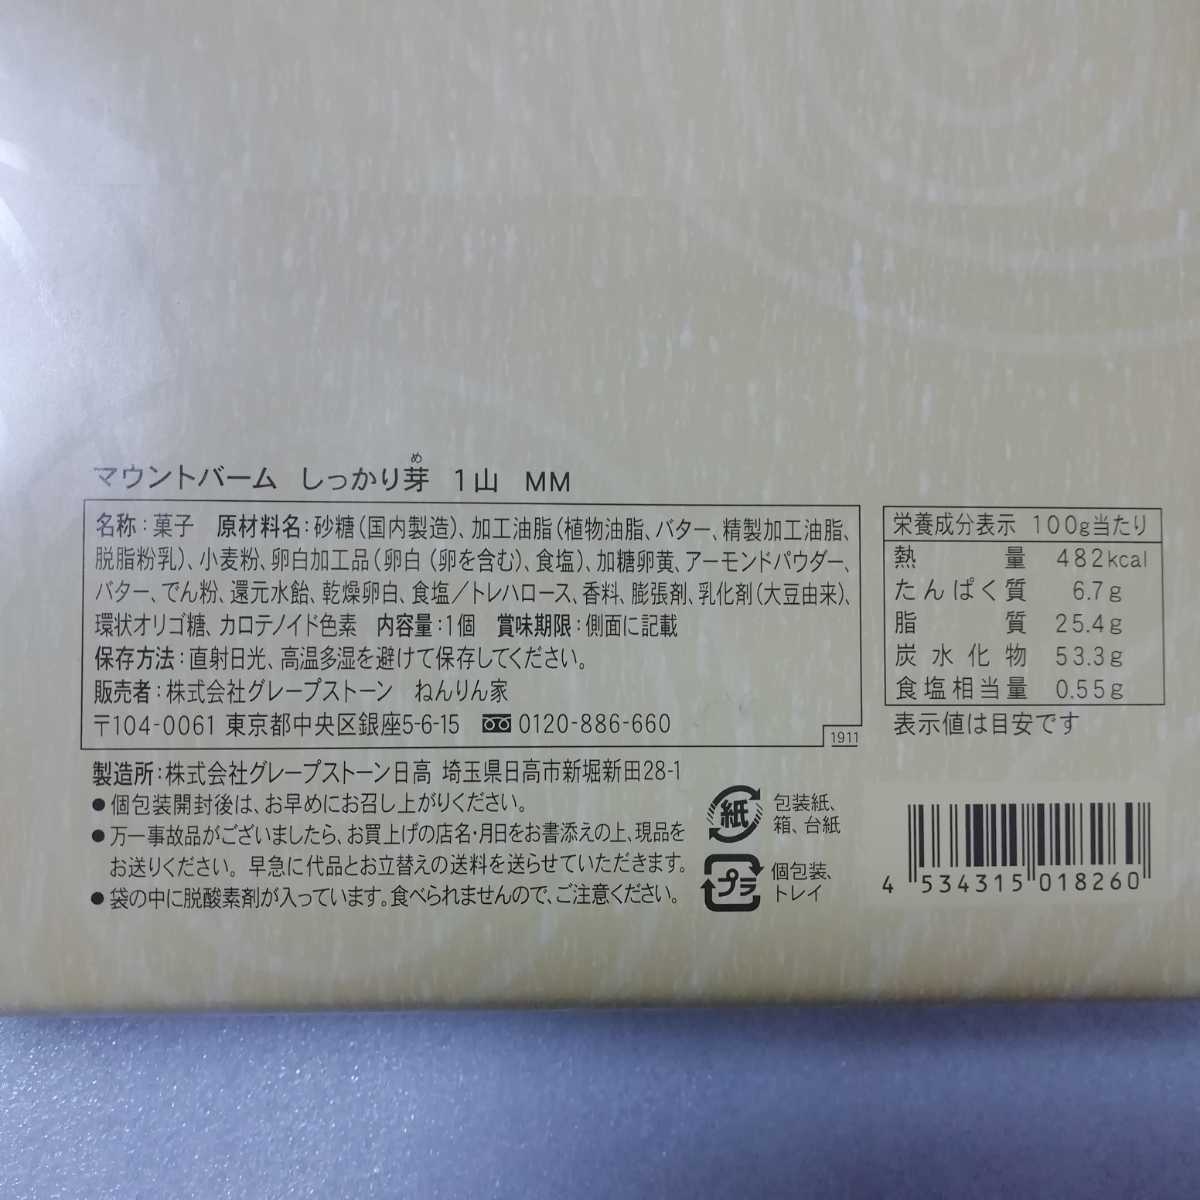 め
マウントバーム しっかり芽 1山 MM
名称:菓子 原材料名:砂糖(国内製造)、加工油脂(植物油脂、バター、精製加工油脂、
脱脂粉乳)、小麦粉、卵白加工品(卵白(卵を含む)、食塩)、加糖卵黄、アーモンドパウダー、
バター、でん粉、還元水飴、乾燥卵白、食塩/トレハロース、香料、膨張剤、乳化剤(大豆由来)、
環状オリゴ糖、カロテノイド色素 内容量:1個 賞味期限:側面に記載
保存方法:直射日光、高温多湿を避けて保存してください。
販売者:株式会社グレープストーン ねんりん家
〒104-0061 東京都中央区銀座5-6-15 0120-886-660
1911
製造所:株式会社グレープストーン日高 埼玉県日高市新堀新田28-1
●個包装開封後は、お早めにお召し上がりください。
●万一事故品がございましたら、お買上げの店名・月日をお書添えの上、現品を
お送りください。早急に代品とお立替えの送料を送らせていただきます。
●袋の中に脱酸素剤が入っています。食べられませんので、ご注意ください。
紙
包装紙、
箱、台紙
プラ
個包装、
トレイ
栄養成分表示 100g当たり
熱量 482kcal
たんぱく質 6.7g
脂質 25.4g
炭水化物 53.3g
食塩相当量 0.55g
表示値は目安です
4 534315 018260